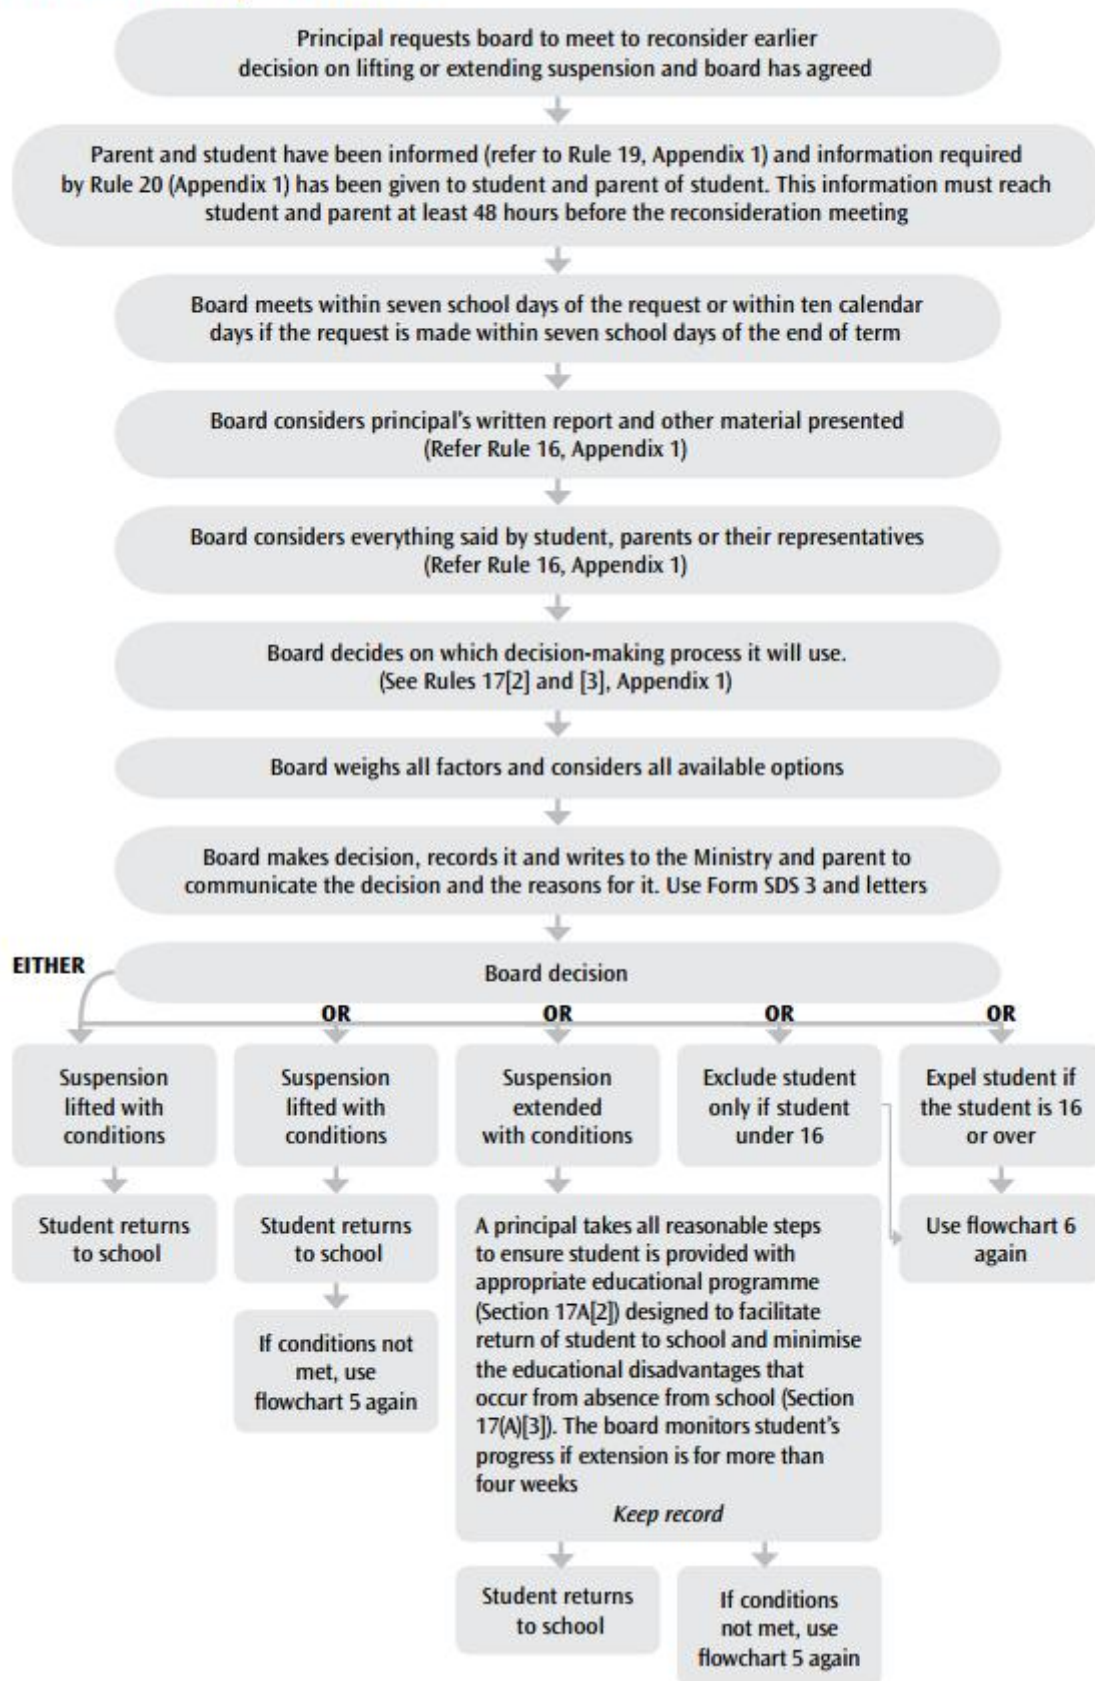 Principal requests board to meet to reconsider earlier
decision on lifting or extending suspension and board has agreed
Parent and student have been informed (refer to Rule 19, Appendix 1) and information required
by Rule 20 (Appendix 1) has been given to student and parent of student. This information must reach
student and parent at least 48 hours before the reconsideration meeting
Board meets within seven school days of the request or within ten calendar
days if the request is made within seven school days of the end of term
Board considers principal's written report and other material presented
(Refer Rule 16, Appendix 1)
Board considers everything said by student, parents or their representatives
(Refer Rule 16, Appendix 1)
Board decides on which decision-making process it will use.
(See Rules 17[2] and [3], Appendix 1)
Board weighs all factors and considers all available options
Board makes decision, records it and writes to the Ministry and parent to
communicate the decision and the reasons for it. Use Form SDS 3 and letters
EITHER
Board decision
OR
OR
OR
OR
Suspension
lifted with
conditions
Suspension
lifted with
conditions
Suspension
extended
with conditions
Exclude student
only if student
under 16
Expel student if
the student is 16
or over
Student returns
to school
Student returns
to school
A principal takes all reasonable steps
to ensure student is provided with
appropriate educational programme
(Section 17A[2]) designed to facilitate
return of student to school and minimise
the educational disadvantages that
occur from absence from school (Section
17(A)[3]). The board monitors student's
progress if extension is for more than
four weeks
Keep record
Use flowchart 6
again
If conditions not
met, use
flowchart 5 again
Student returns
to school
If conditions
not met, use
flowchart 5 again